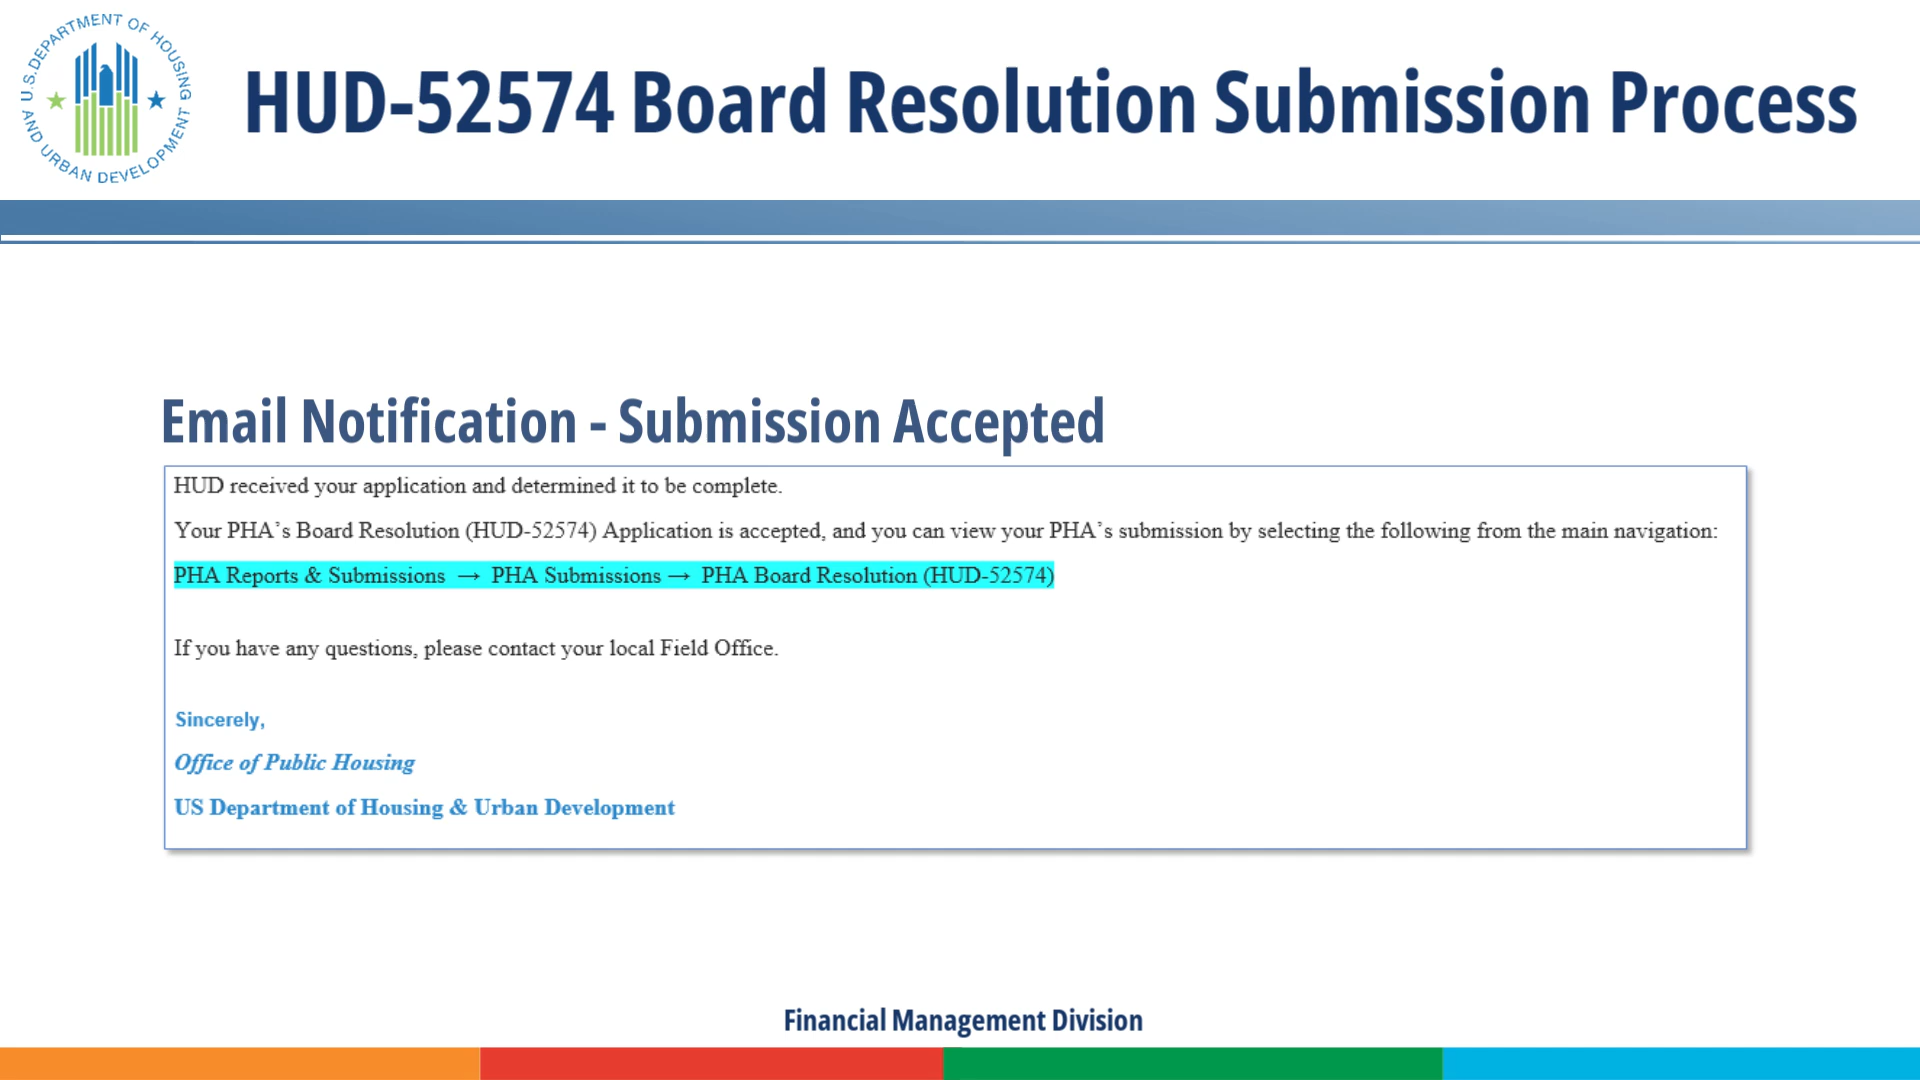 U.S. DEPARTMENT OF HOUSING
AND URBAN DEVELOPMENT
HUD-52574 Board Resolution Submission Process
Email Notification - Submission Accepted
HUD received your application and determined it to be complete.
Your PHA's Board Resolution (HUD-52574) Application is accepted, and you can view your PHA's submission by selecting the following from the main navigation:
PHA Reports & Submissions → PHA Submissions → PHA Board Resolution (HUD-52574)
If you have any questions, please contact your local Field Office.
Sincerely,
Office of Public Housing
US Department of Housing & Urban Development
Financial Management Division